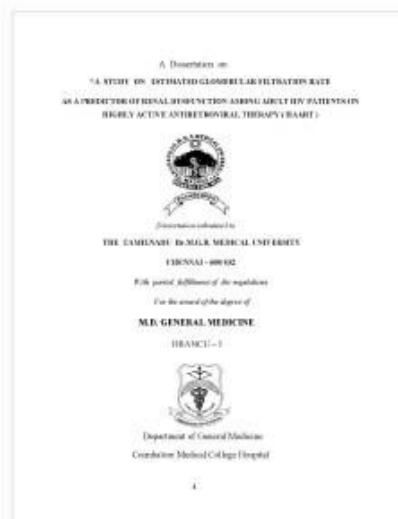 A Dissertation on
"A STUDY ON ESTIMATED GLOMERULAR FILTRATION RATE
AS A PREDICTOR OF RENAL DYSFUNCTION AMONG ADULT HIV PATIENTS ON
HIGHLY ACTIVE ANTIRETROVIRAL THERAPY ( HAART )
Dissertation submitted to
THE TAMILNADU Dr.M.G.R. MEDICAL UNIVERSITY
CHENNAI - 600 032
With partial fulfillment of the regulations
For the award of the degree of
M.D. GENERAL MEDICINE
BRANCH - I
Department of General Medicine
Coimbatore Medical College Hospital